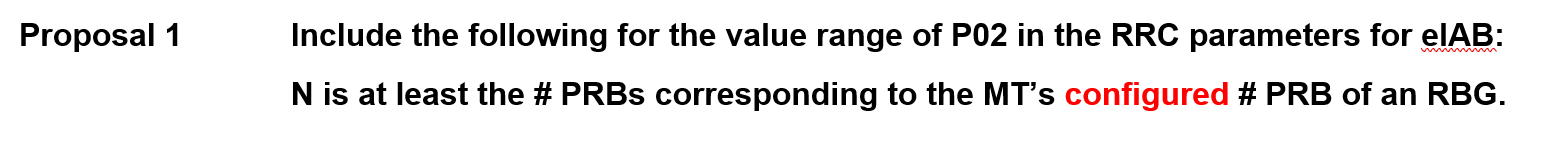 Proposal 1 Include the following for the value range of P02 in the RRC parameters for eIAB:
N is at least the # PRBs corresponding to the MT’s configured # PRB of an RBG.